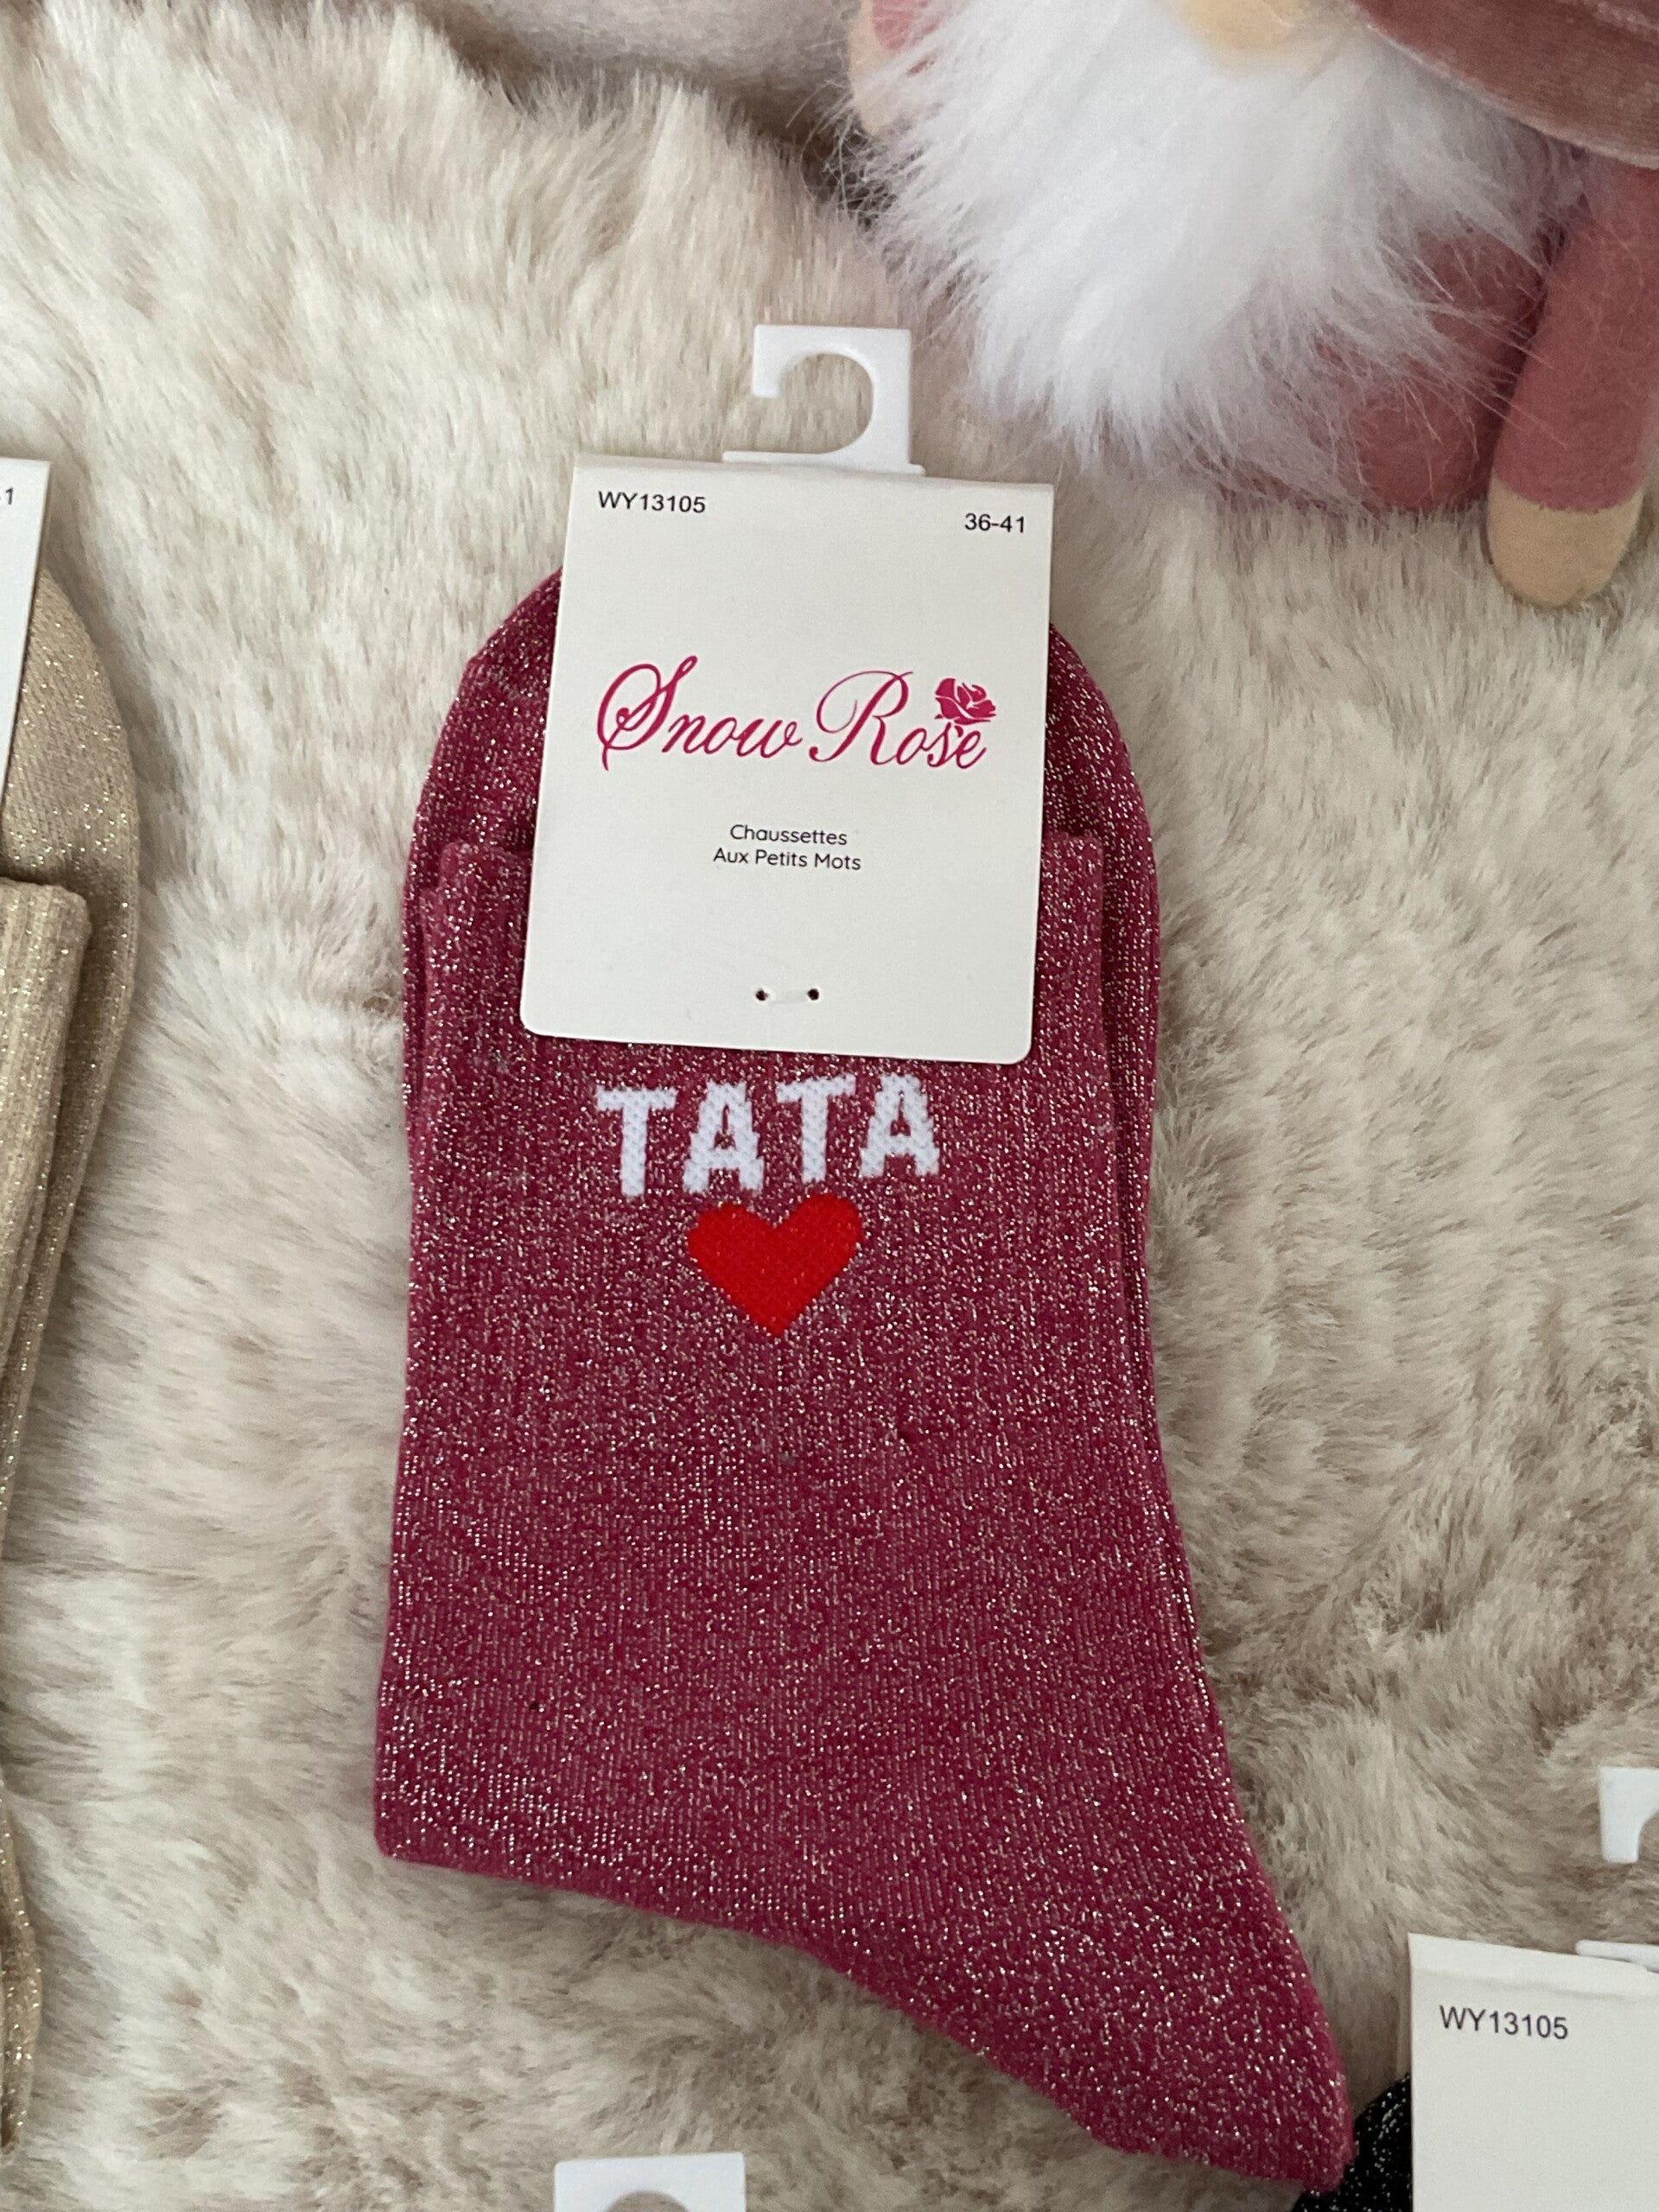 WY13105
36-41
Snow Rose
Chaussettes
Aux Petits Mots
TATA
WY13105